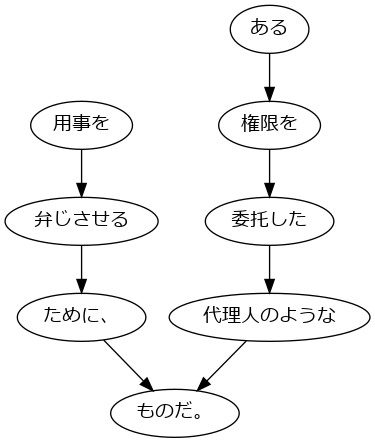 ある
用事を
権限を
弁じさせる
委托した
ために、
代理人のような
ものだ。